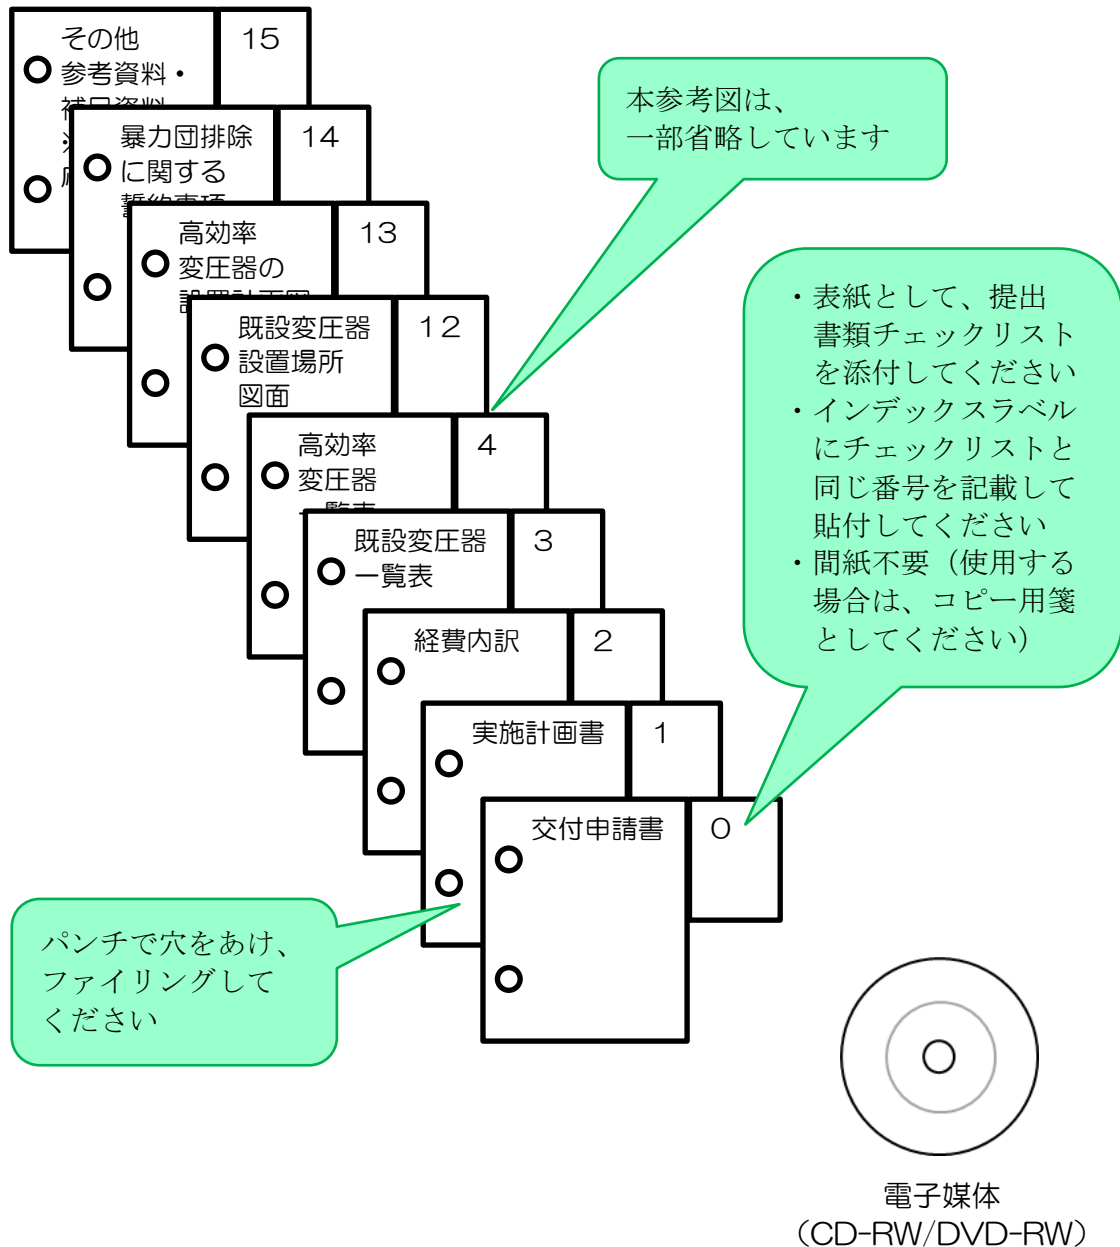 その他
参考資料・
15
暴力団排除
に関する
14
高効率
変圧器の
13
既設変圧器
設置場所
図面
12
高効率
変圧器
4
既設変圧器
一覧表
3
経費内訳
2
実施計画書
1
交付申請書
0
本参考図は、
一部省略しています
・表紙として、提出
書類チェックリスト
を添付してください
・インデックスラベル
にチェックリストと
同じ番号を記載して
貼付してください
・間紙不要（使用する
場合は、コピー用箋
としてください）
パンチで穴をあけ、
ファイリングして
ください
電子媒体
（CD-RW/DVD-RW）